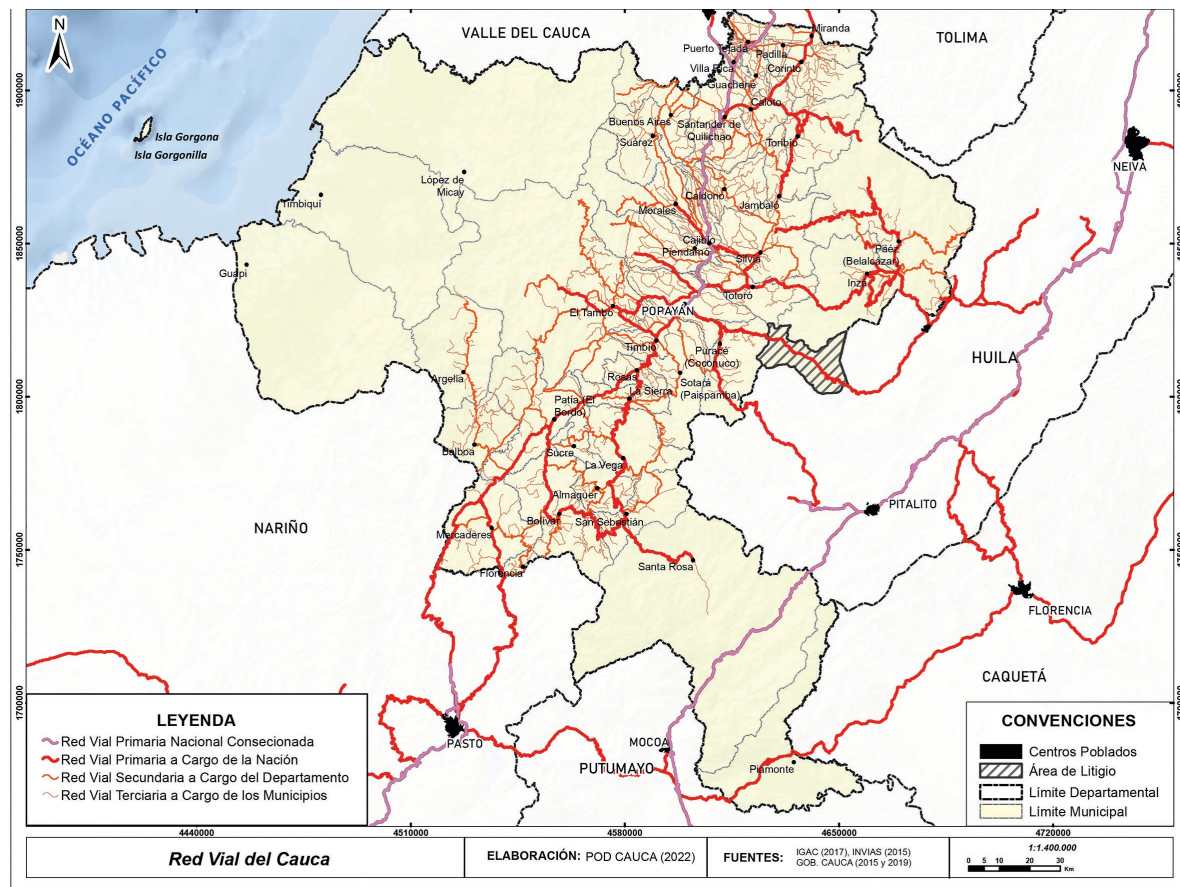 N
VALLE DEL CAUCA
TOLIMA
OCÉANO PACÍFICO
Isla Gorgona
Isla Gorgonilla
Miranda
Puerto Tejada
Padilla
Villa Rica
Corinto
Guachené
Caloto
Buenos Aires
Santander de
Quilichao
Suárez
Toribío
NEIVA
López de
Micay
Timbiquí
Caldono
Jambaló
Morales
Cajibío
Piendamó
Silvia
Páez
(Belalcázar)
Guapi
Inzá
Totoró
El Tambo
POPAYÁN
Timbío
Puracé
(Coconuco)
HUILA
Argelia
Rosas
La Sierra
Sotará
(Paispamba)
Patía (El
Bordo)
Balboa
Sucre
La Vega
Almaguer
PITALITO
NARIÑO
Bolívar
San Sebastián
Mercaderes
Santa Rosa
Florencia
FLORENCIA
CAQUETÁ
PASTO
MOCOA
PUTUMAYO
Piamonte
1900000
1850000
1800000
1750000
1700000
1900000
1850000
1800000
1750000
1700000
LEYENDA
Red Vial Primaria Nacional Consecionada
Red Vial Primaria a Cargo de la Nación
Red Vial Secundaria a Cargo del Departamento
Red Vial Terciaria a Cargo de los Municipios
CONVENCIONES
Centros Poblados
Área de Litigio
Límite Departamental
Límite Municipal
4440000
4510000
4580000
4650000
4720000
Red Vial del Cauca
ELABORACIÓN: POD CAUCA (2022)
FUENTES:
IGAC (2017), INVIAS (2015)
GOB. CAUCA (2015 y 2019)
1:1.400.000
0 5 10 20 30
Km